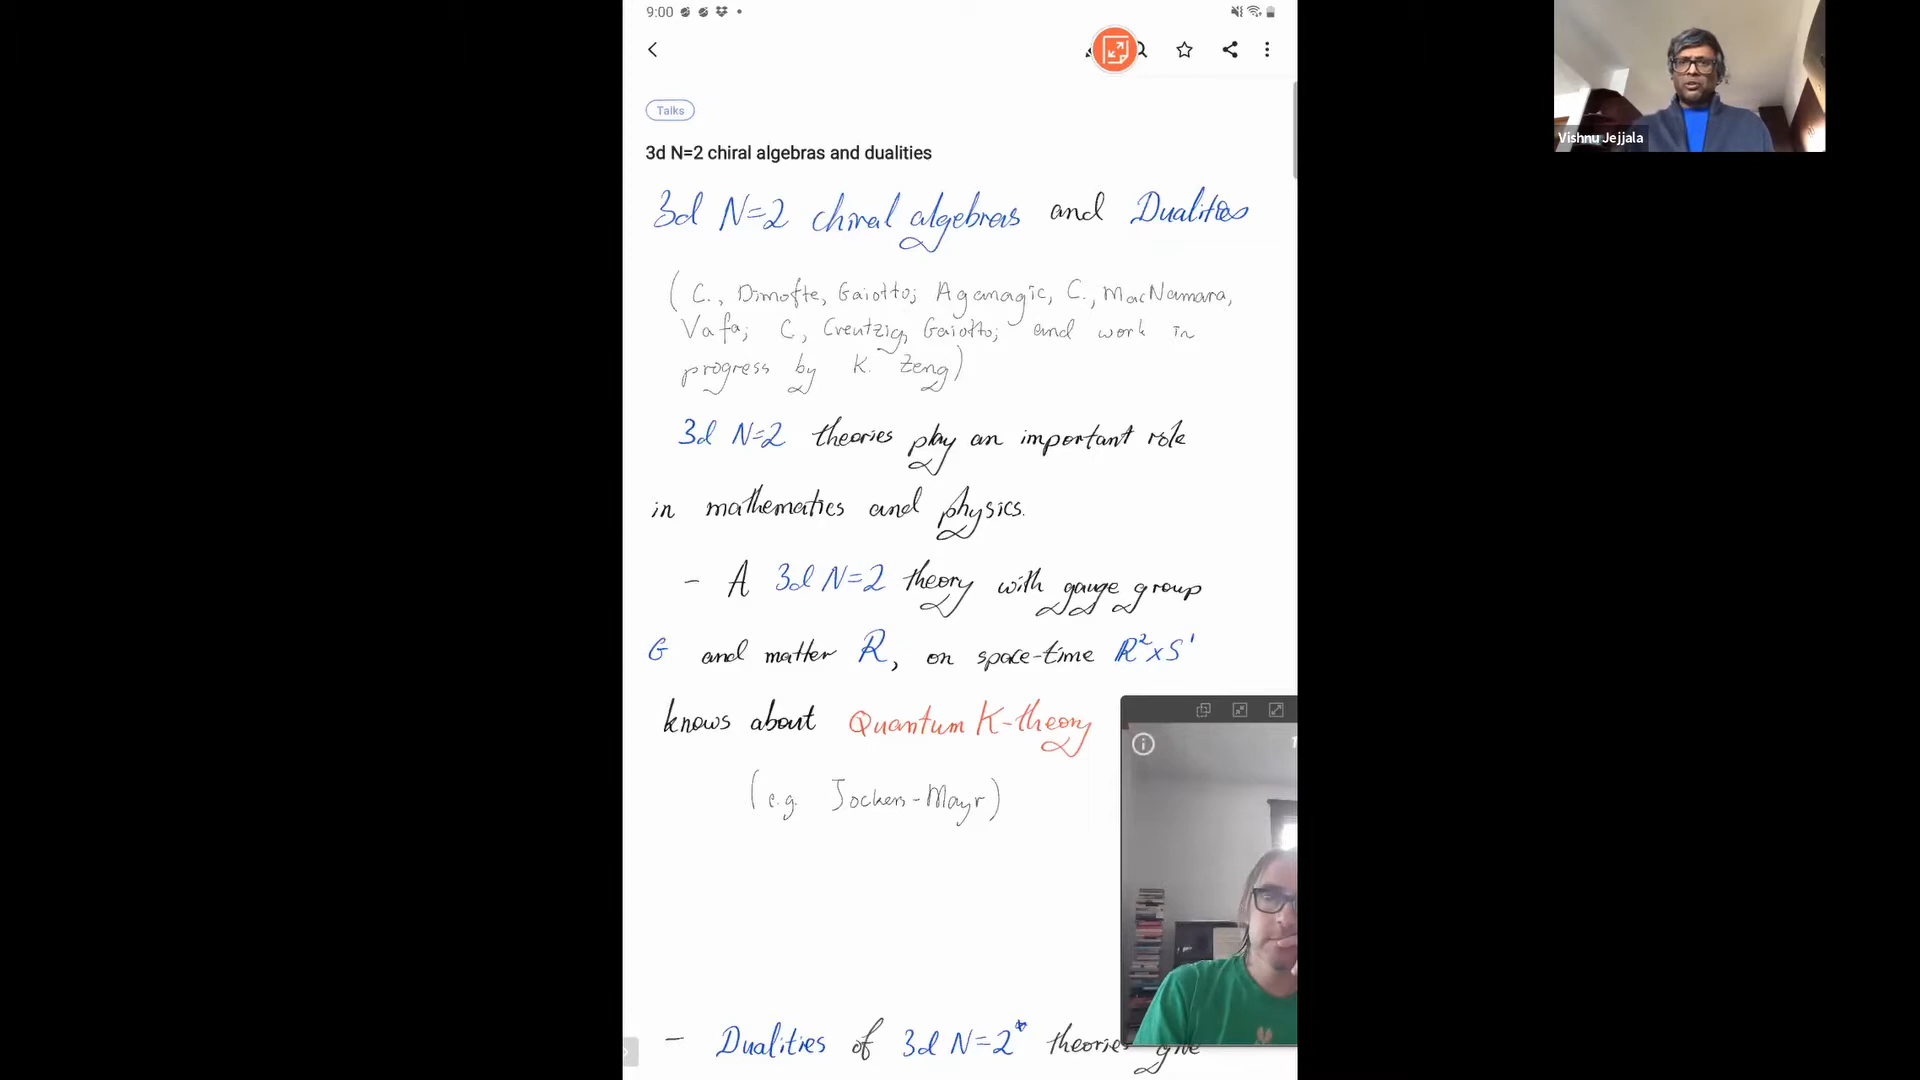 9:00
Talks
3d N=2 chiral algebras and dualities
3d N=2 chiral algebras and Dualities
(C., Dimofte, Gaiotto; Aganagic, C., MacNamara,
Vafa; C, Creutzig, Gaiotto; and work in
progress by K. Zeng)
3d N=2 theories play an important role
in mathematics and physics.
- A 3d N=2 theory with gauge group
G and matter R, on space-time ℝ²×S¹
knows about Quantum K-theory
(e.g. Jockers-Mayr)
- Dualities of 3d N=2* theories give
Vishnu Jejjala